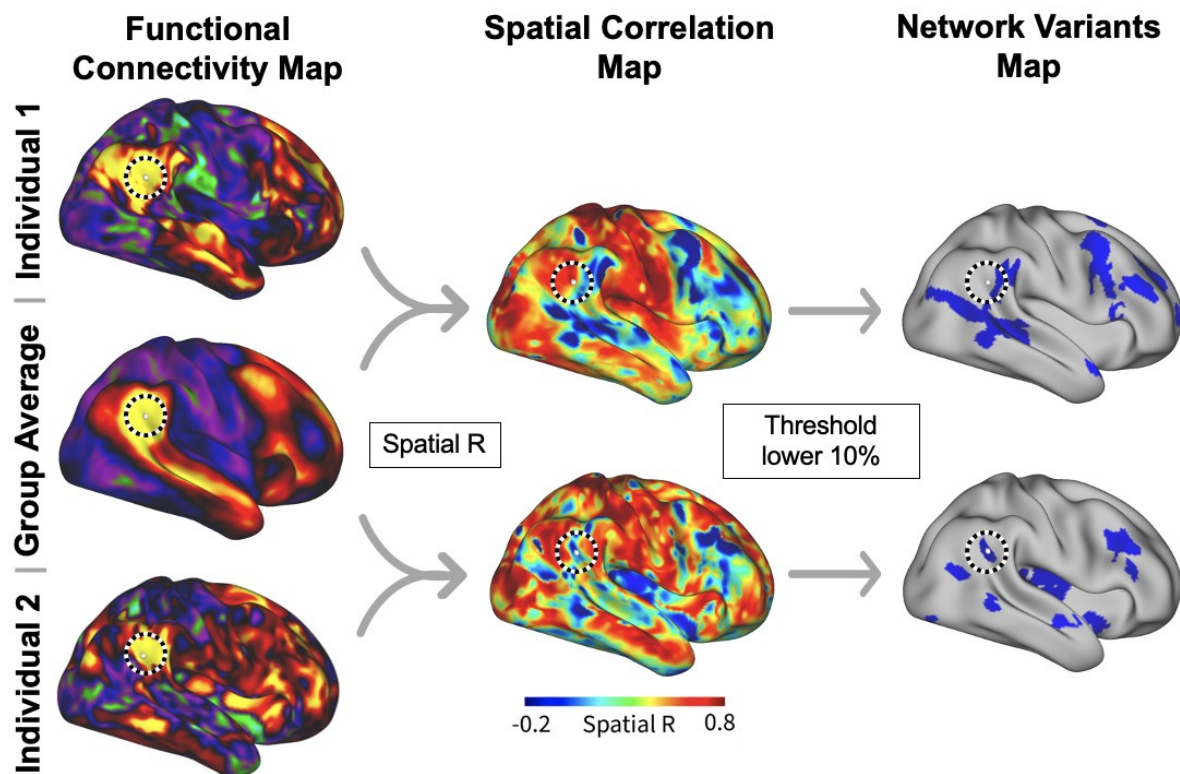 Functional
Connectivity Map
Spatial Correlation
Map
Network Variants
Map
Individual 1
Group Average
Individual 2
Spatial R
Threshold
lower 10%
-0.2 Spatial R 0.8